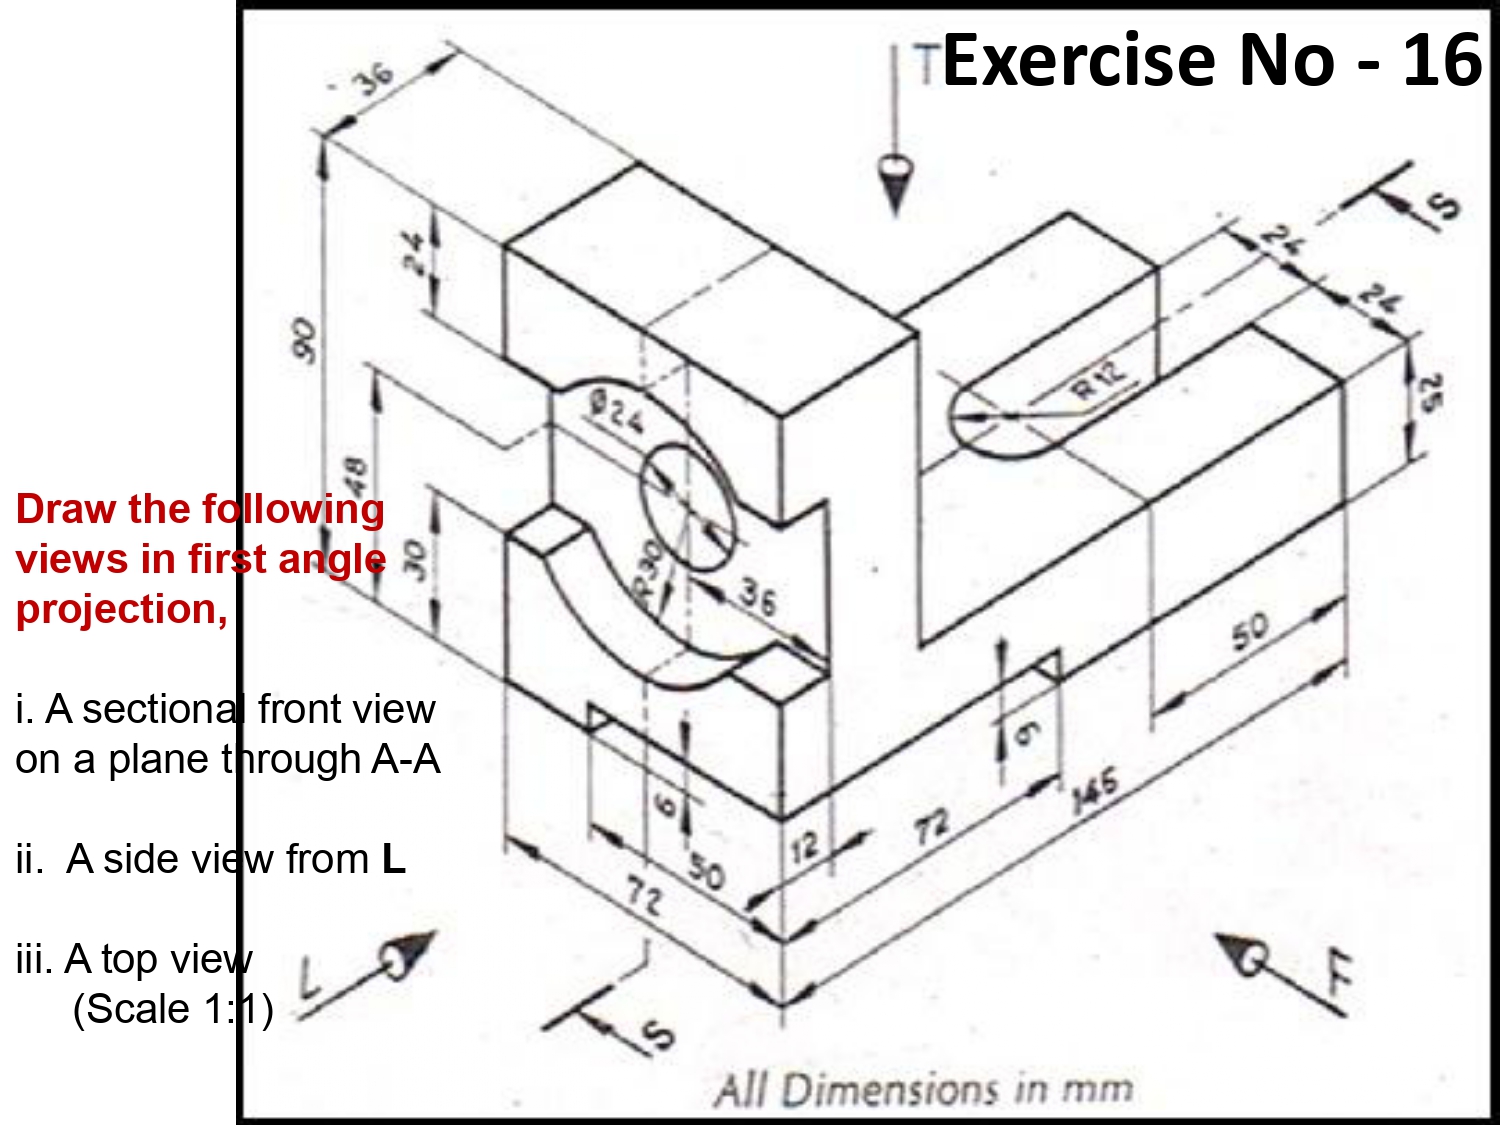 Exercise No - 16
T
36
S
24
24
24
Ø24
R12
25
90
48
Draw the following
views in first angle
projection,
30
R30
36
50
6
i. A sectional front view
on a plane through A-A
6
146
12
72
50
72
ii. A side view from L
iii. A top view
(Scale 1:1)
L
F
S
All Dimensions in mm